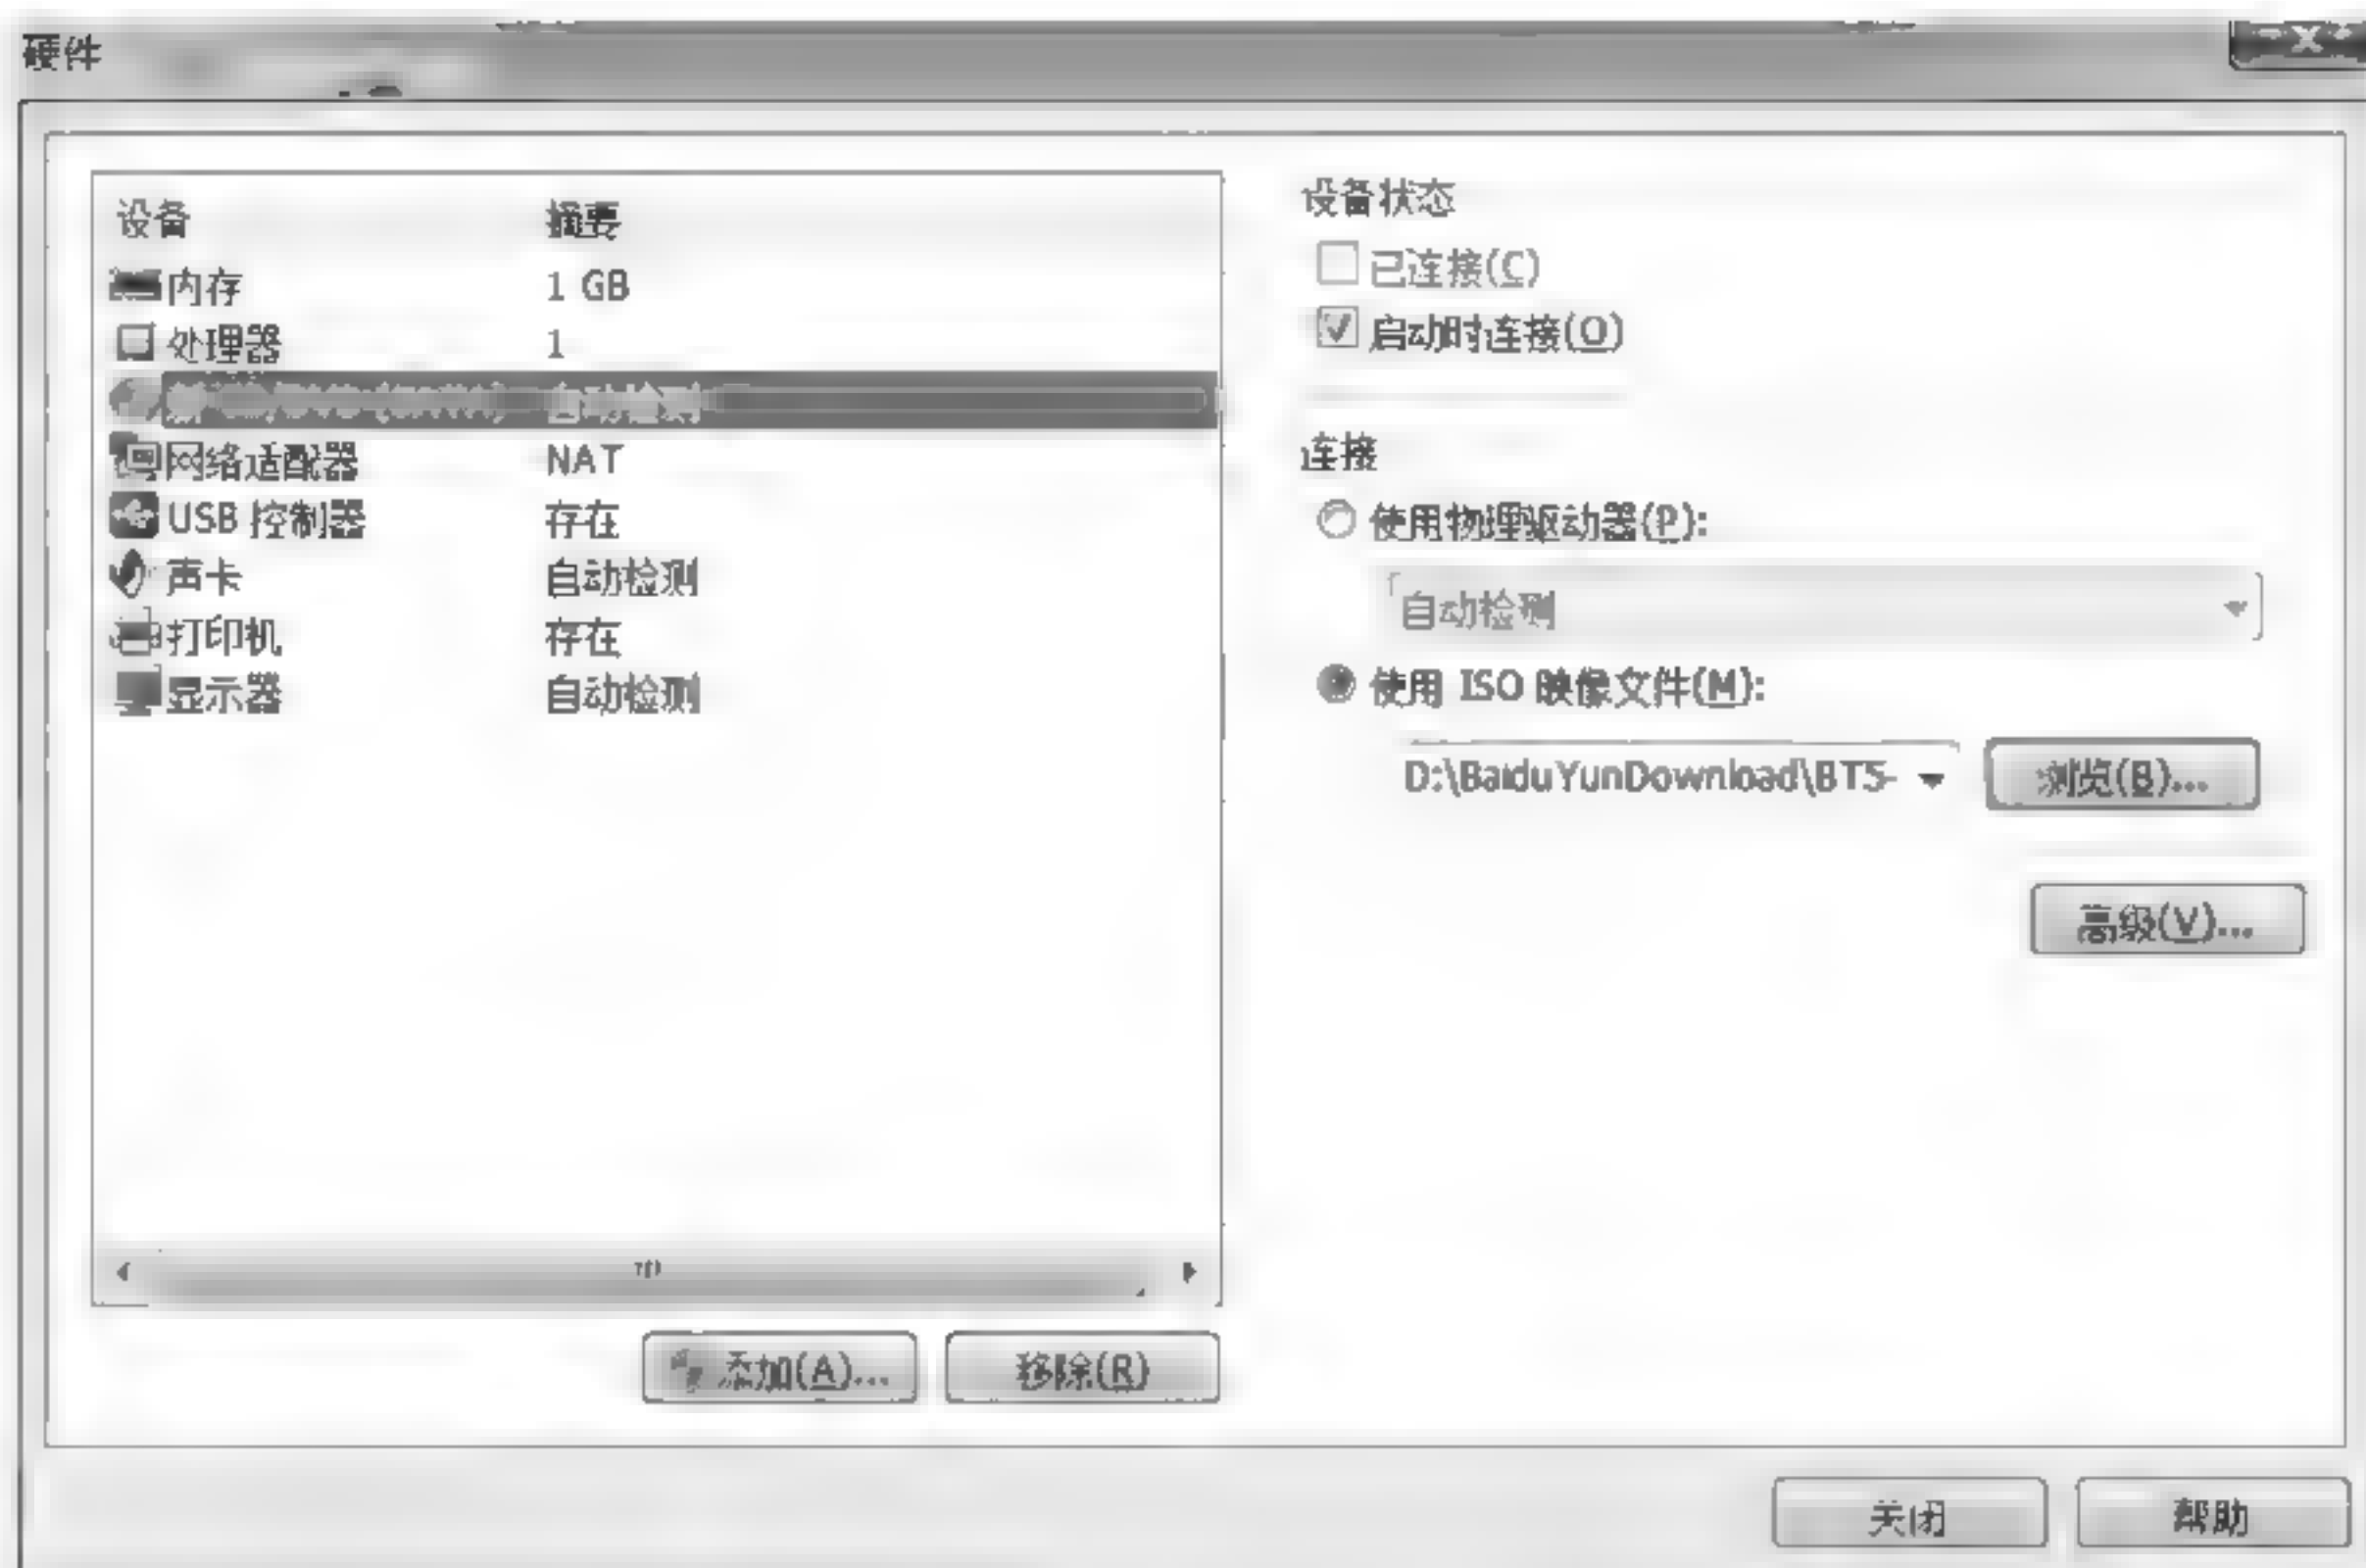 硬件
设备 摘要
内存 1 GB
处理器 1
自动检测
网络适配器 NAT
USB 控制器 存在
声卡 自动检测
打印机 存在
显示器 自动检测
添加(A)... 移除(R)
设备状态
已连接(C)
启动时连接(O)
连接
使用物理驱动器(P):
自动检测
使用 ISO 映像文件(M):
D:\BaiduYunDownload\BT5- 浏览(B)...
高级(V)...
关闭 帮助